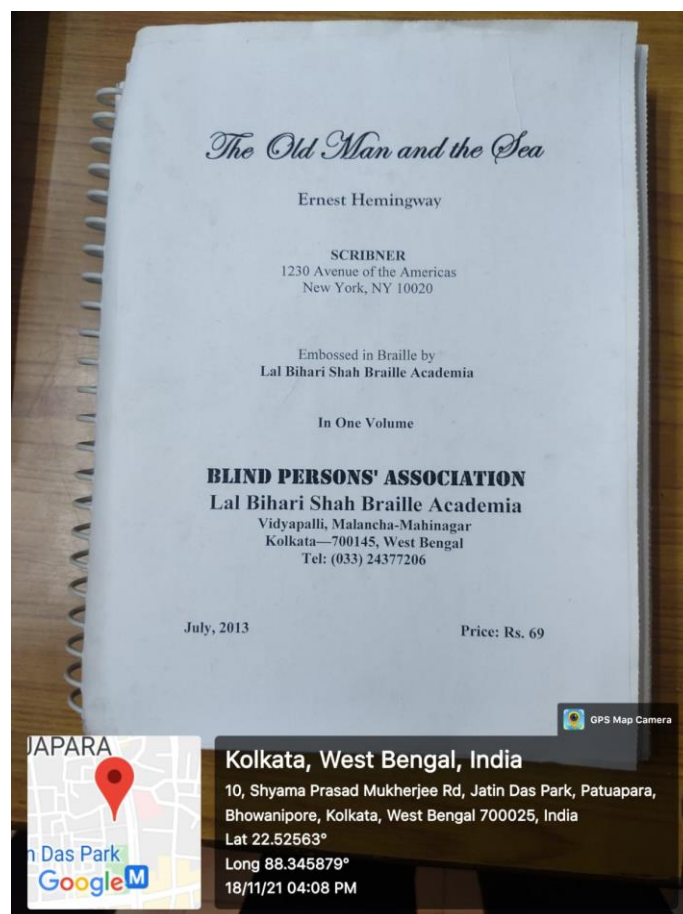 The Old Man and the Sea
Ernest Hemingway
SCRIBNER
1230 Avenue of the Americas
New York, NY 10020
Embossed in Braille by
Lal Bihari Shah Braille Academia
In One Volume
BLIND PERSONS' ASSOCIATION
Lal Bihari Shah Braille Academia
Vidyapalli, Malancha-Mahinagar
Kolkata—700145, West Bengal
Tel: (033) 24377206
July, 2013 Price: Rs. 69
GPS Map Camera
JAPARA
n Das Park
Google M
Kolkata, West Bengal, India
10, Shyama Prasad Mukherjee Rd, Jatin Das Park, Patuapara,
Bhowanipore, Kolkata, West Bengal 700025, India
Lat 22.52563°
Long 88.345879°
18/11/21 04:08 PM